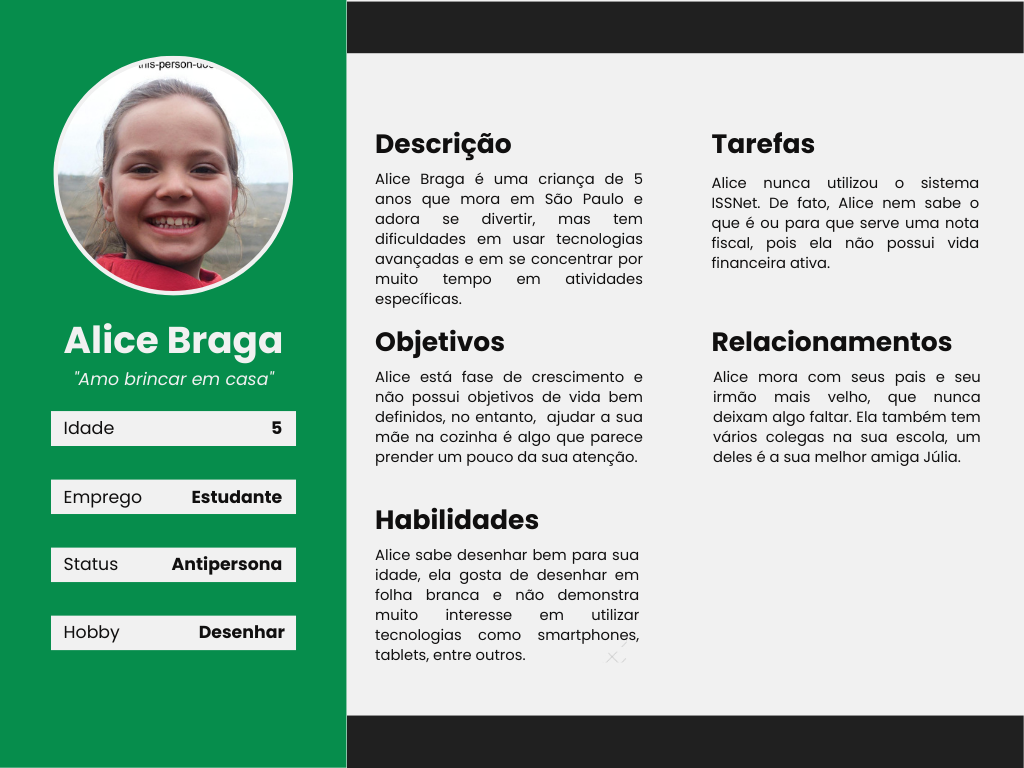 his-person-do
Alice Braga
"Amo brincar em casa"
Idade 5
Emprego Estudante
Status Antipersona
Hobby Desenhar
Descrição
Alice Braga é uma criança de 5
anos que mora em São Paulo e
adora se divertir, mas tem
dificuldades em usar tecnologias
avançadas e em se concentrar por
muito tempo em atividades
específicas.
Objetivos
Alice está fase de crescimento e
não possui objetivos de vida bem
definidos, no entanto, ajudar a sua
mãe na cozinha é algo que parece
prender um pouco da sua atenção.
Habilidades
Alice sabe desenhar bem para sua
idade, ela gosta de desenhar em
folha branca e não demonstra
muito interesse em utilizar
tecnologias como smartphones,
tablets, entre outros.
Tarefas
Alice nunca utilizou o sistema
ISSNet. De fato, Alice nem sabe o
que é ou para que serve uma nota
fiscal, pois ela não possui vida
financeira ativa.
Relacionamentos
Alice mora com seus pais e seu
irmão mais velho, que nunca
deixam algo faltar. Ela também tem
vários colegas na sua escola, um
deles é a sua melhor amiga Júlia.